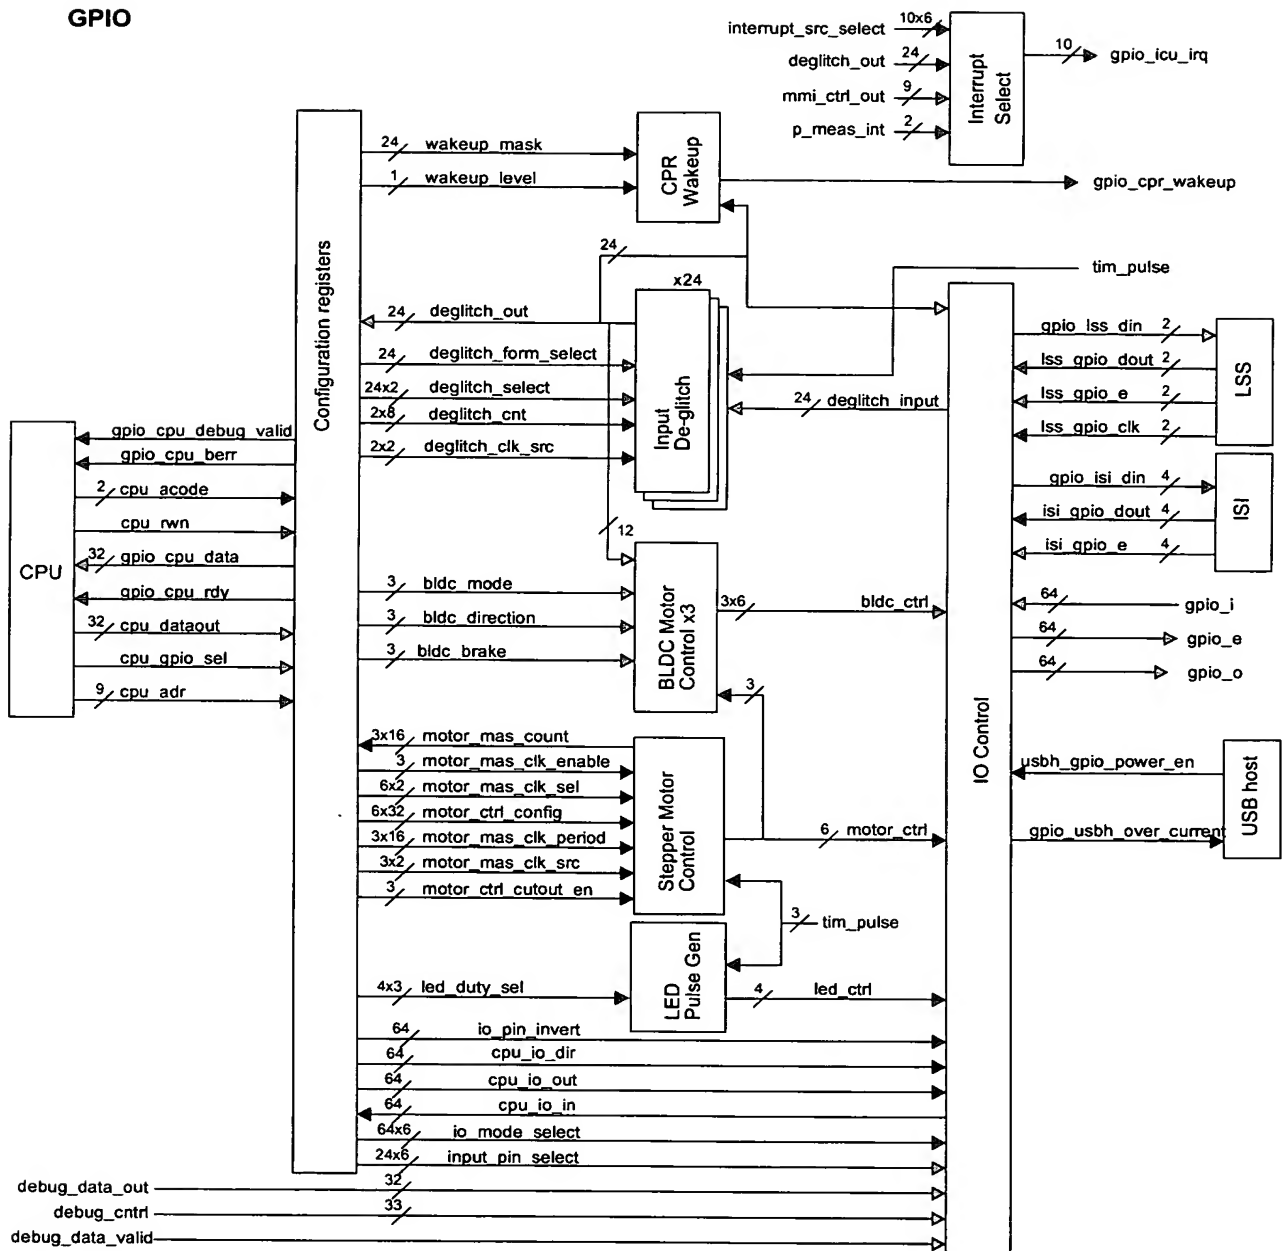 GPIO
interrupt_src_select 10x6
deglitch_out 24
mmi_ctrl_out 9
p_meas_int 2
Interrupt
Select
10 gpio_icu_irq
Configuration registers
24 wakeup_mask
1 wakeup_level
CPR
Wakeup
gpio_cpr_wakeup
24
x24
tim_pulse
24 deglitch_out
24 deglitch_form_select
24x2 deglitch_select
2x8 deglitch_cnt
2x2 deglitch_clk_src
Input
De-glitch
24 deglitch_input
12
gpio_lss_din 2
lss_gpio_dout 2
lss_gpio_e 2
lss_gpio_clk 2
LSS
gpio_isi_din 4
isi_gpio_dout 4
isi_gpio_e 4
ISI
CPU
gpio_cpu_debug_valid
gpio_cpu_berr
2 cpu_acode
cpu_rwn
32 gpio_cpu_data
gpio_cpu_rdy
32 cpu_dataout
cpu_gpio_sel
9 cpu_adr
3 bldc_mode
3 bldc_direction
3 bldc_brake
BLDC Motor
Control x3
3x6 bldc_ctrl
3
64 gpio_i
64 gpio_e
64 gpio_o
IO Control
3x16 motor_mas_count
3 motor_mas_clk_enable
6x2 motor_mas_clk_sel
6x32 motor_ctrl_config
3x16 motor_mas_clk_period
3x2 motor_mas_clk_src
3 motor_ctrl_cutout_en
Stepper Motor
Control
6 motor_ctrl
usbh_gpio_power_en
gpio_usbh_over_current
USB host
3 tim_pulse
4x3 led_duty_sel
LED
Pulse Gen
4 led_ctrl
64 io_pin_invert
64 cpu_io_dir
64 cpu_io_out
64 cpu_io_in
64x6 io_mode_select
24x6 input_pin_select
debug_data_out 32
debug_cntrl 33
debug_data_valid